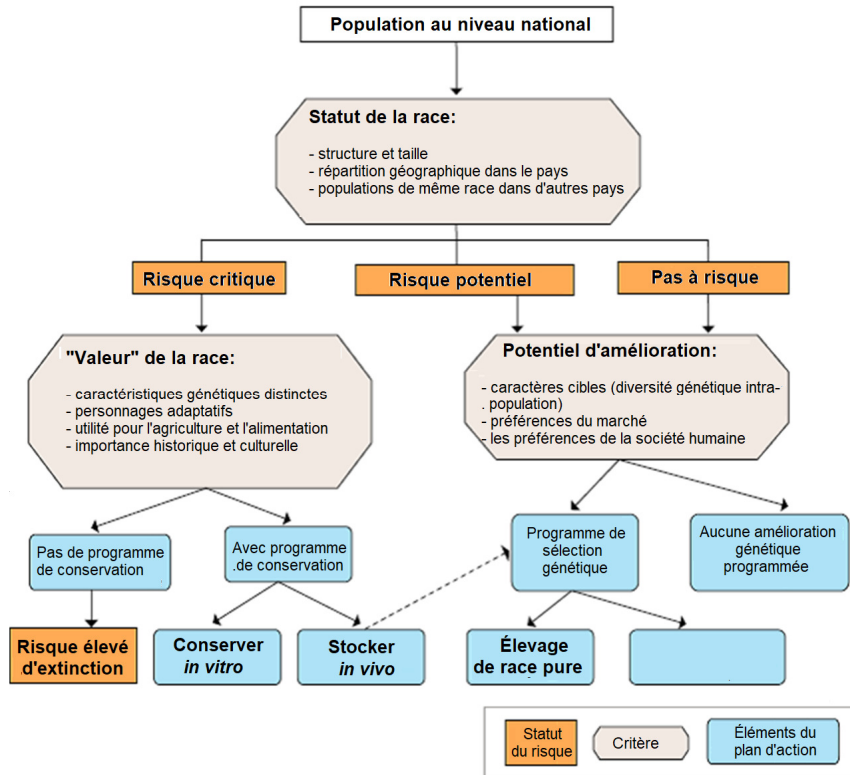 Population au niveau national
Statut de la race:
- structure et taille
- répartition géographique dans le pays
- populations de même race dans d'autres pays
Risque critique
Risque potentiel
Pas à risque
"Valeur" de la race:
- caractéristiques génétiques distinctes
- personnages adaptatifs
- utilité pour l'agriculture et l'alimentation
- importance historique et culturelle
Potentiel d'amélioration:
- caractères cibles (diversité génétique intra-
. population)
- préférences du marché
- les préférences de la société humaine
Pas de programme
de conservation
Avec programme
.de conservation
Programme de
sélection
génétique
Aucune amélioration
génétique
programmée
Risque élevé
d'extinction
Conserver
in vitro
Stocker
in vivo
Élevage
de race pure
Statut
du risque
Critère
Éléments du
plan d'action